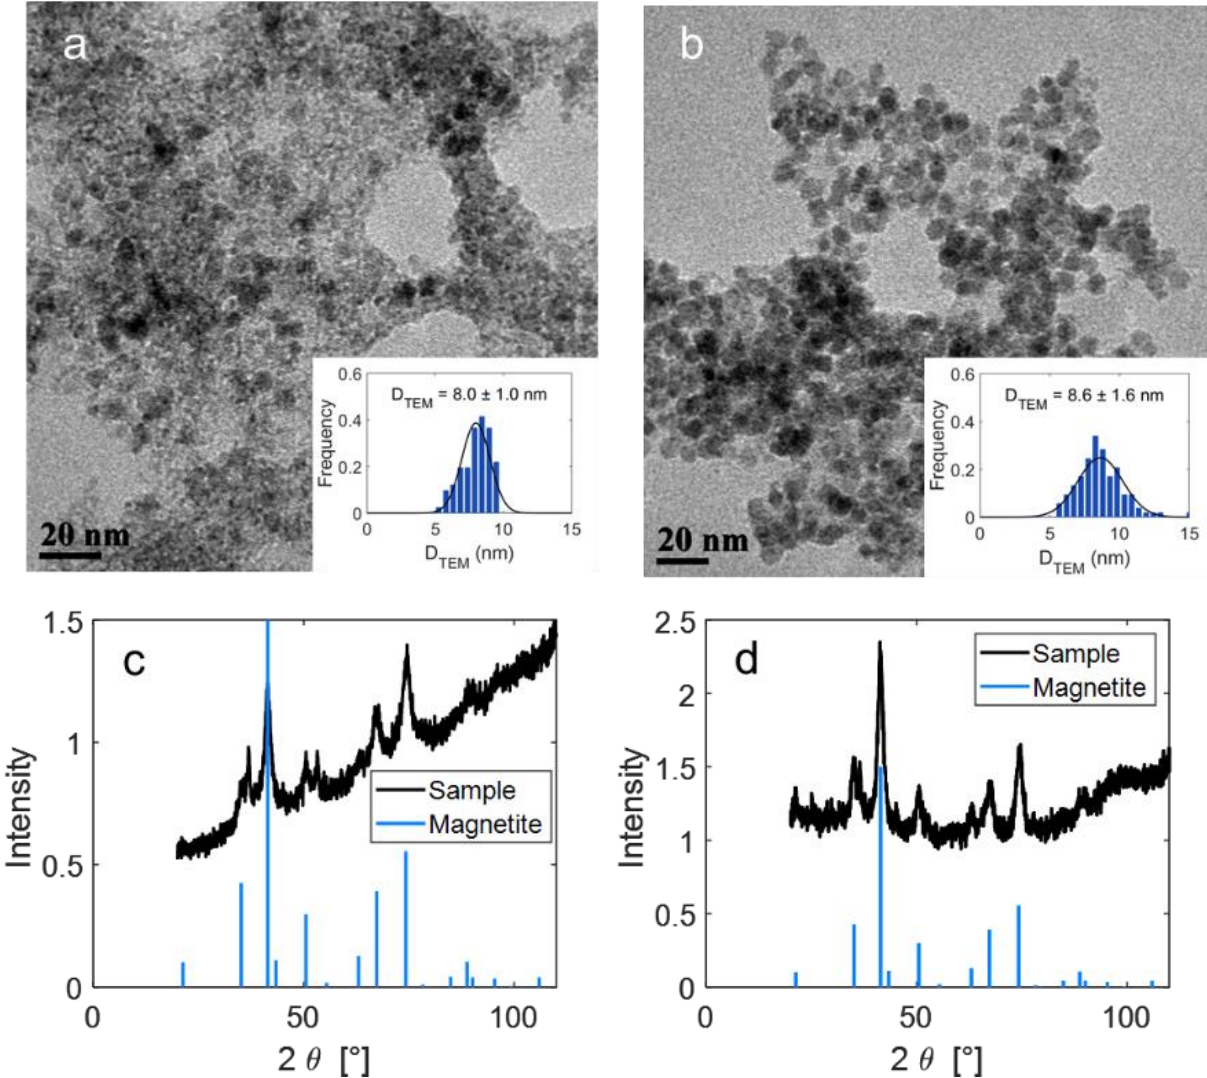 a
0.6
0.4
0.2
0
Frequency
D_TEM = 8.0 ± 1.0 nm
0 5 10 15
D_TEM (nm)
20 nm
b
0.6
0.4
0.2
0
Frequency
D_TEM = 8.6 ± 1.6 nm
0 5 10 15
D_TEM (nm)
20 nm
c
1.5
1
0.5
0
Intensity
Sample
Magnetite
0 50 100
2 θ [°]
d
2.5
2
1.5
1
0.5
0
Intensity
Sample
Magnetite
0 50 100
2 θ [°]